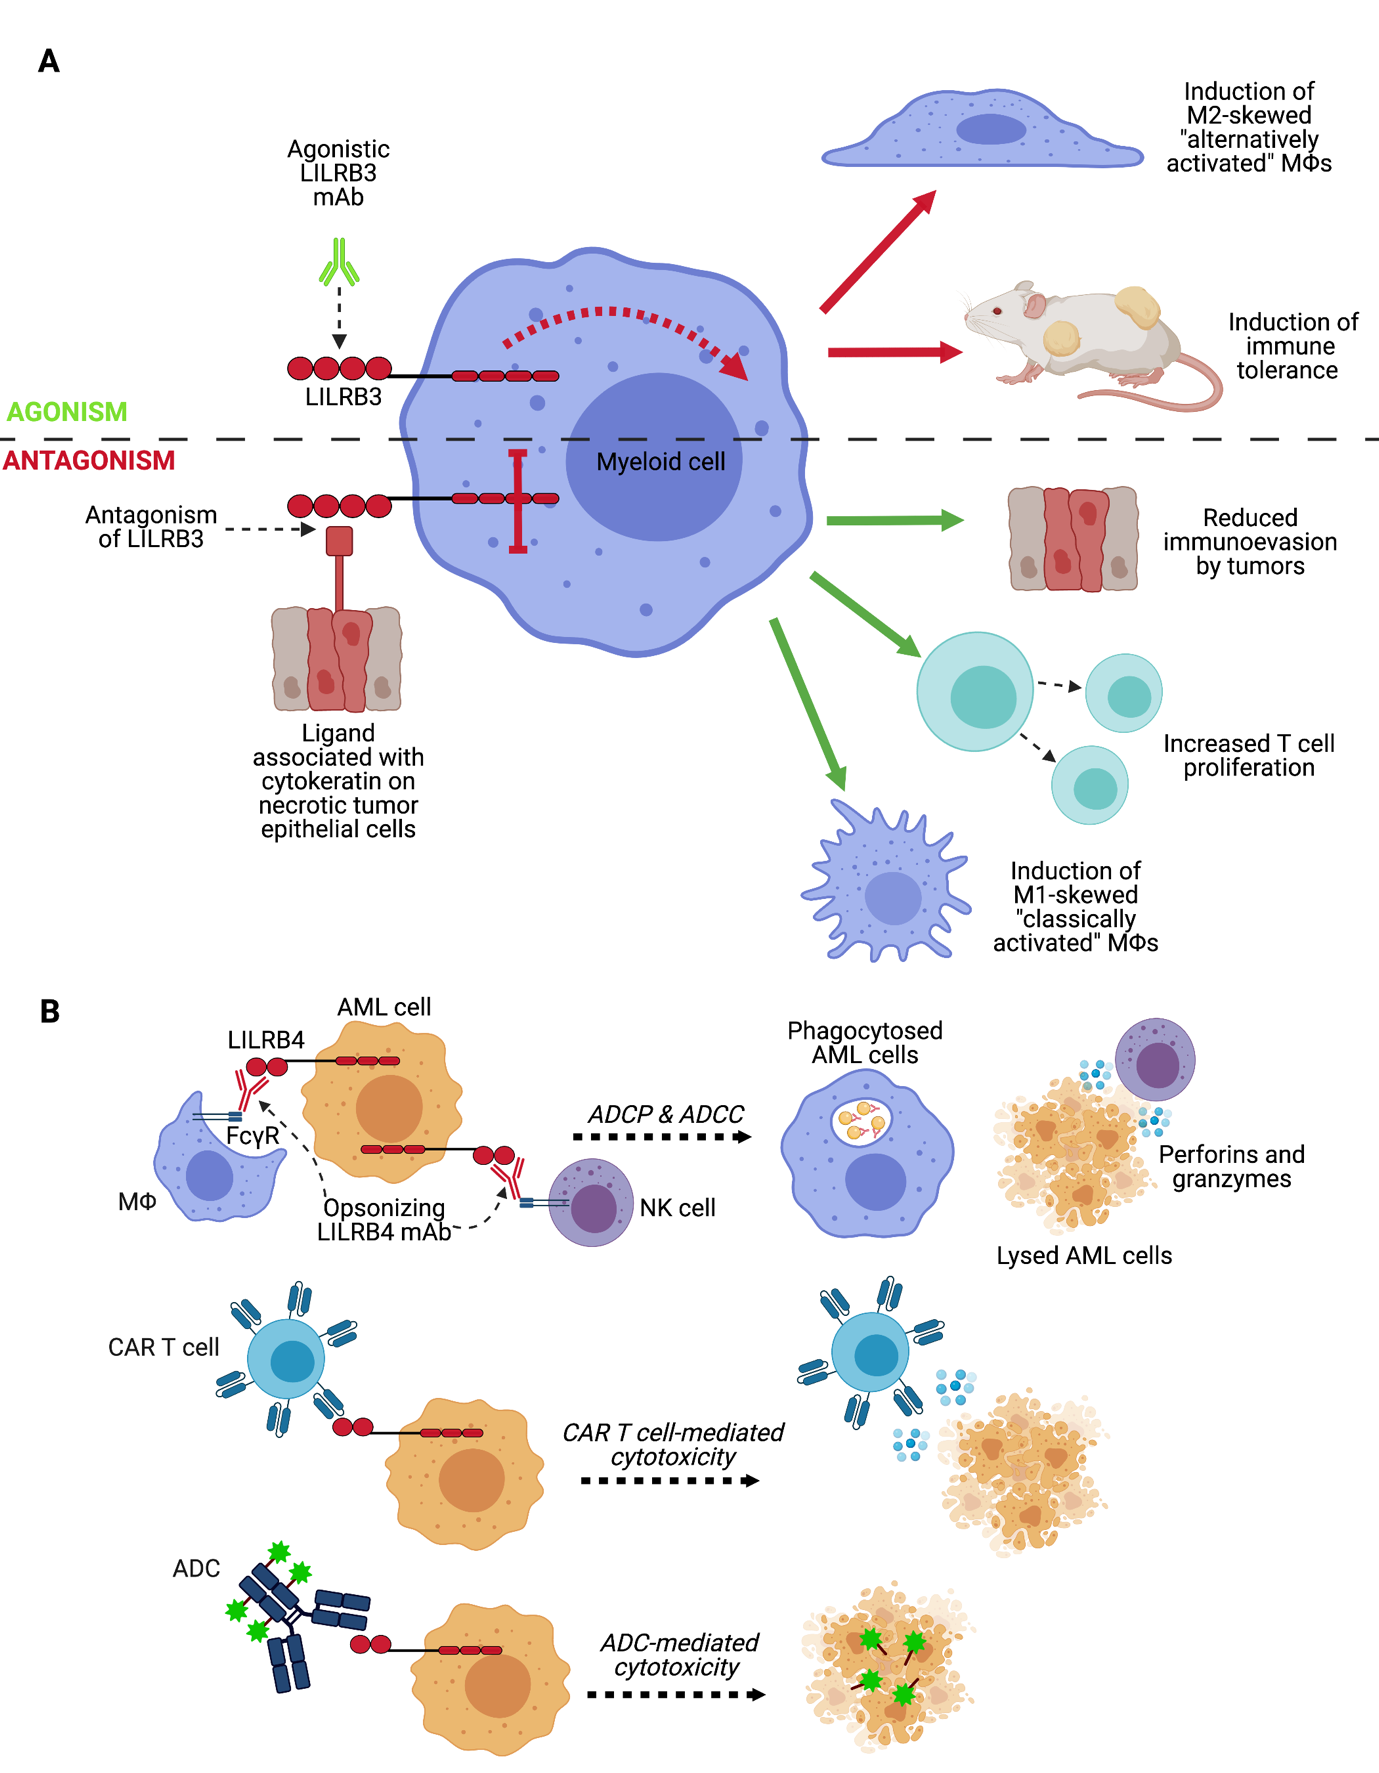 A
Agonistic
LILRB3
mAb
Induction of
M2-skewed
"alternatively
activated" MΦs
LILRB3
Induction of
immune
tolerance
AGONISM
ANTAGONISM
Myeloid cell
Antagonism
of LILRB3
Reduced
immunoevasion
by tumors
Ligand
associated with
cytokeratin on
necrotic tumor
epithelial cells
Increased T cell
proliferation
Induction of
M1-skewed
"classically
activated" MΦs
B
AML cell
LILRB4
FcγR
MΦ
Opsonizing
LILRB4 mAb
NK cell
ADCP & ADCC
Phagocytosed
AML cells
Perforins and
granzymes
Lysed AML cells
CAR T cell
CAR T cell-mediated
cytotoxicity
ADC
ADC-mediated
cytotoxicity